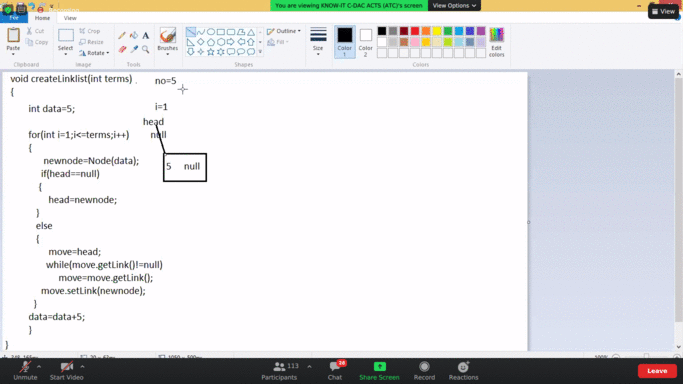 You are viewing KNOW-IT C-DAC ACTS (ATC)'s screen
View Options
View
File
Home
View
Paste
Select
Crop
Resize
Rotate
Brushes
Outline
Fill
Size
Color 1
Color 2
Edit colors
Clipboard
Image
Tools
Shapes
Colors
void createLinklist(int terms)
no=5
{
i=1
int data=5;
head
for(int i=1;i<=terms;i++)
null
{
newnode=Node(data);
5 null
if(head==null)
{
head=newnode;
}
else
{
move=head;
while(move.getLink()!=null)
move=move.getLink();
move.setLink(newnode);
}
data=data+5;
}
}
100%
Unmute
Start Video
113
Participants
Chat
Share Screen
Record
Reactions
Leave